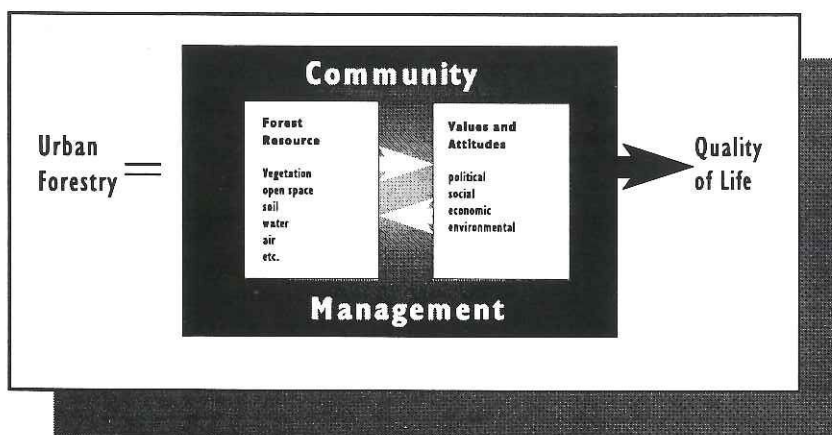 Community
Urban
Forestry
=
Forest
Resource
Vegetation
open space
soil
water
air
etc.
Values and
Attitudes
political
social
economic
environmental
Quality
of Life
Management